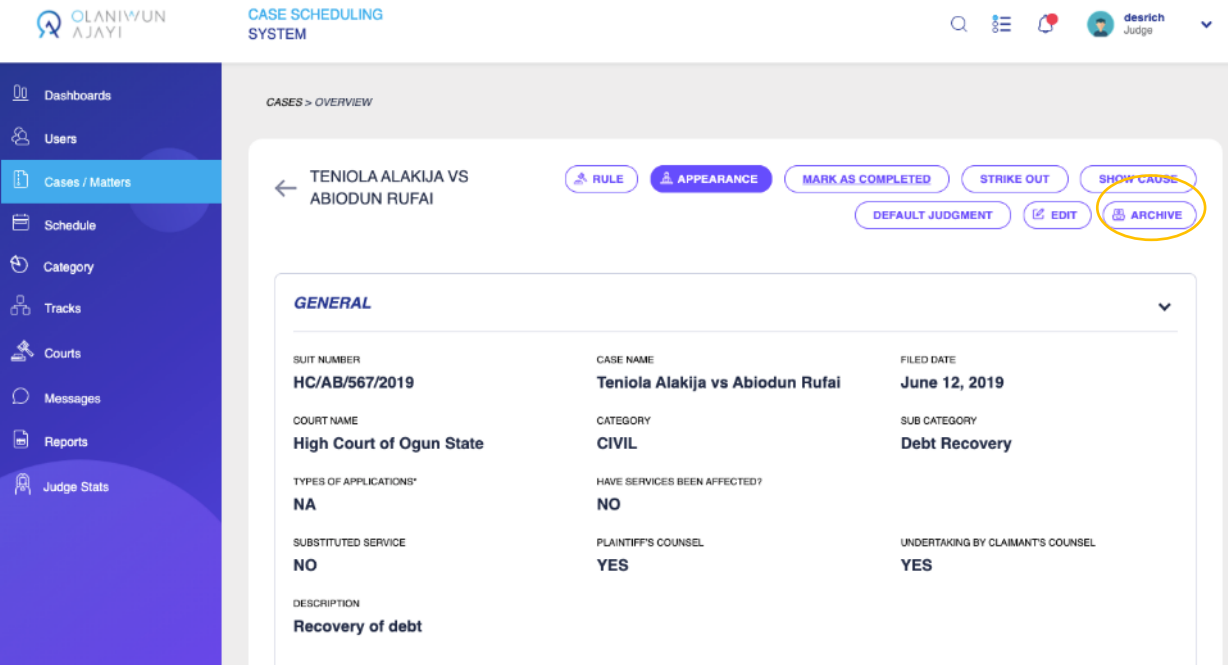 OLANIWUN
AJAYI
CASE SCHEDULING
SYSTEM
desrich
Judge
Dashboards
Users
Cases / Matters
Schedule
Category
Tracks
Courts
Messages
Reports
Judge Stats
CASES > OVERVIEW
TENIOLA ALAKIJA VS
ABIODUN RUFAI
RULE
APPEARANCE
MARK AS COMPLETED
STRIKE OUT
SHOW CAUSE
DEFAULT JUDGMENT
EDIT
ARCHIVE
GENERAL
SUIT NUMBER
HC/AB/567/2019
CASE NAME
Teniola Alakija vs Abiodun Rufai
FILED DATE
June 12, 2019
COURT NAME
High Court of Ogun State
CATEGORY
CIVIL
SUB CATEGORY
Debt Recovery
TYPES OF APPLICATIONS*
NA
HAVE SERVICES BEEN AFFECTED?
NO
SUBSTITUTED SERVICE
NO
PLAINTIFF'S COUNSEL
YES
UNDERTAKING BY CLAIMANT'S COUNSEL
YES
DESCRIPTION
Recovery of debt